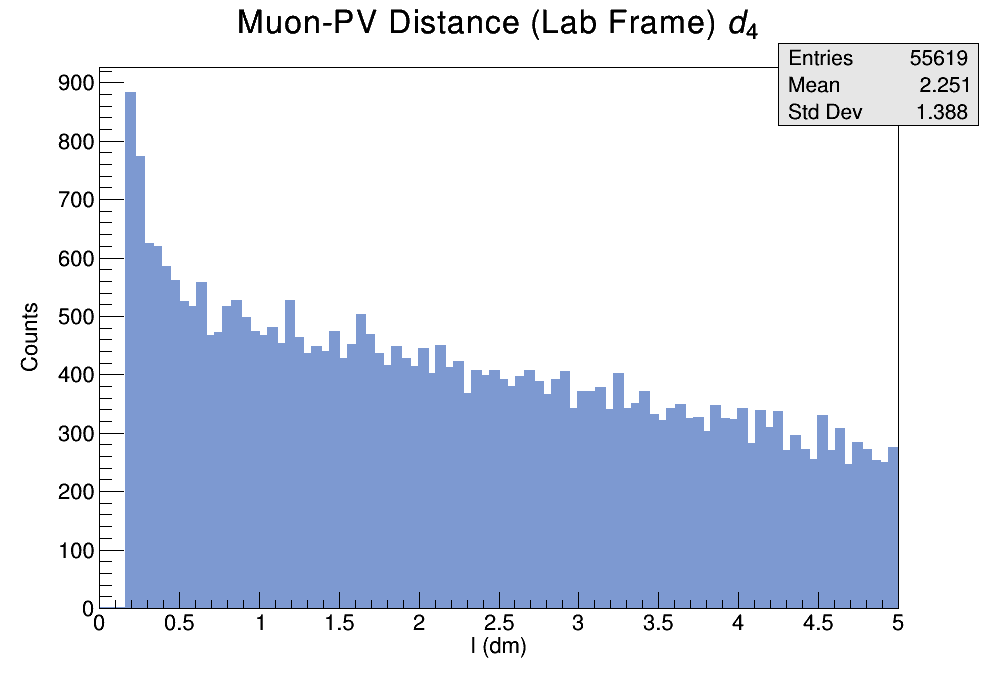 Muon-PV Distance (Lab Frame) d4
Entries 55619
Mean 2.251
Std Dev 1.388
900
800
700
600
500
400
300
200
100
0
Counts
0 0.5 1 1.5 2 2.5 3 3.5 4 4.5 5
l (dm)